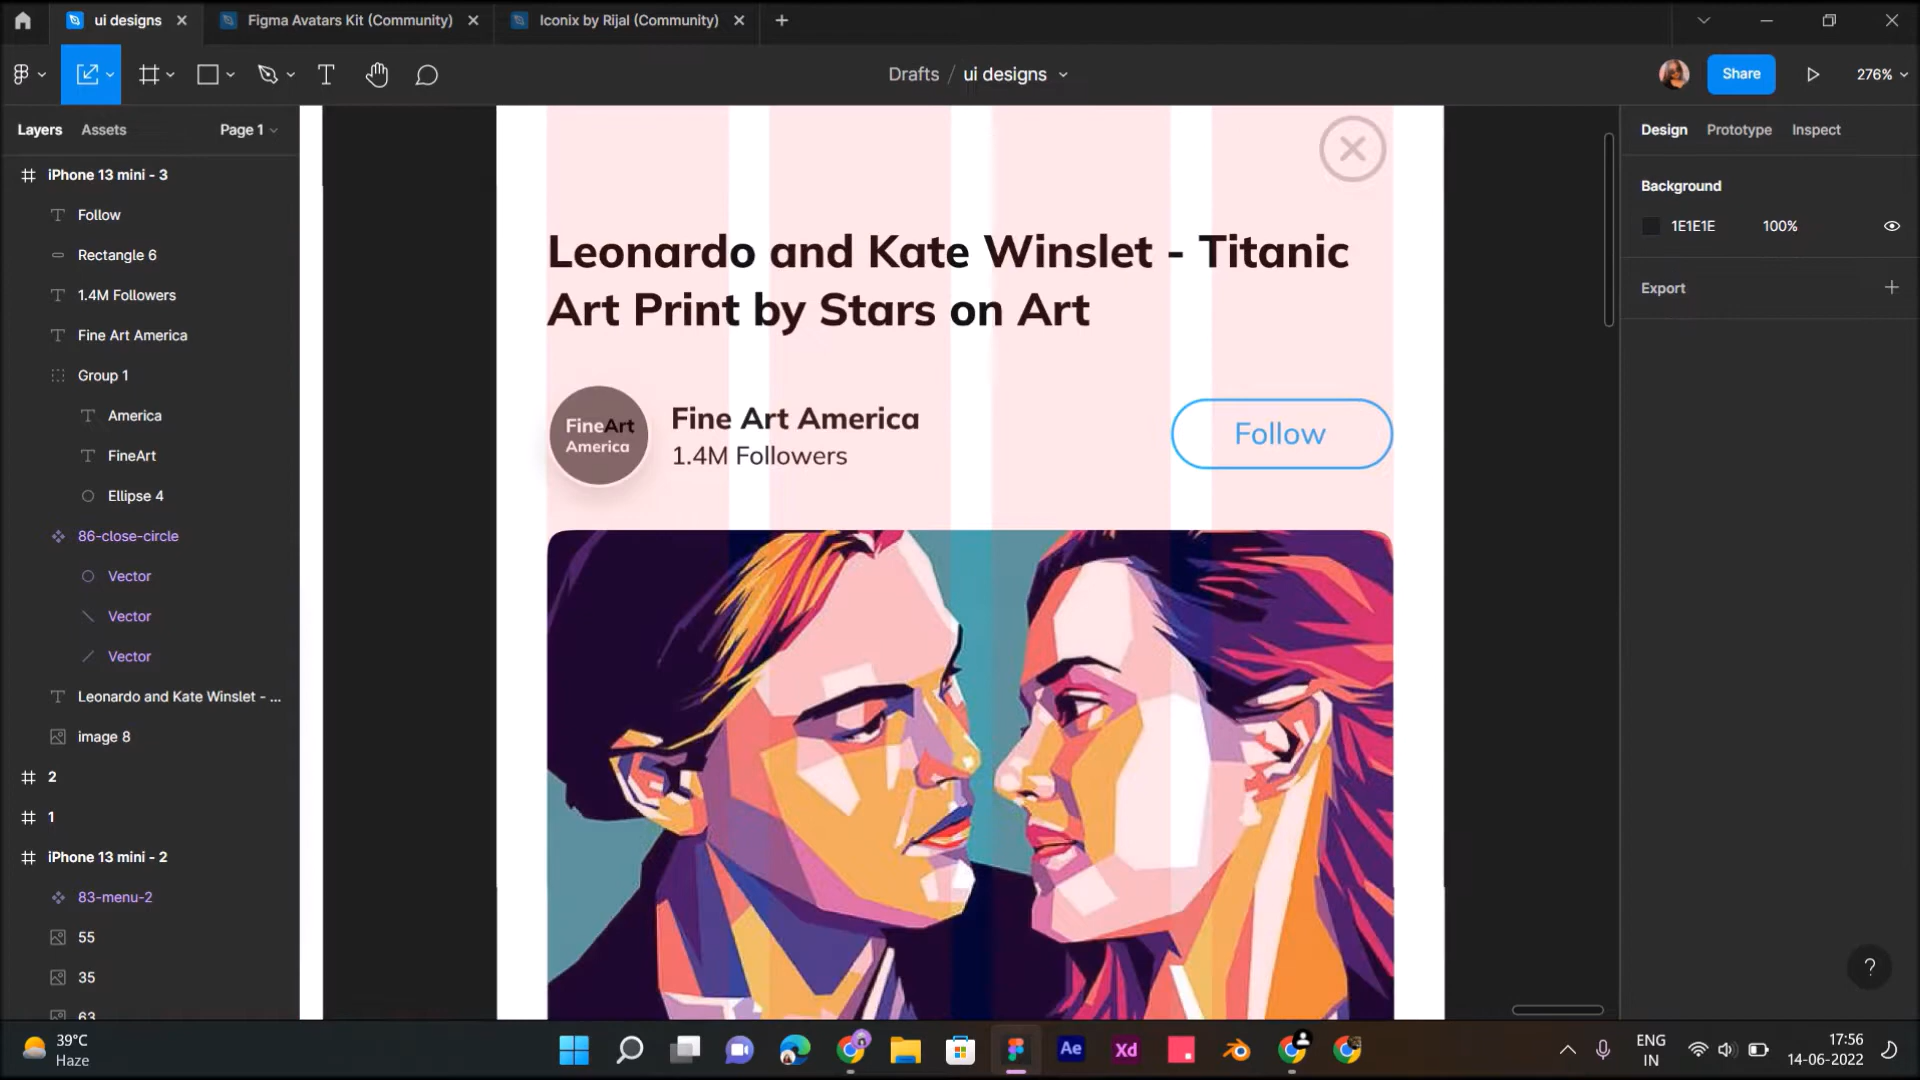 ui designs
Figma Avatars Kit (Community)
Iconix by Rijal (Community)
Drafts / ui designs
Share
276%
Layers
Assets
Page 1
iPhone 13 mini - 3
Follow
Rectangle 6
1.4M Followers
Fine Art America
Group 1
America
FineArt
Ellipse 4
86-close-circle
Vector
Vector
Vector
Leonardo and Kate Winslet - ...
image 8
2
1
iPhone 13 mini - 2
83-menu-2
55
35
63
Leonardo and Kate Winslet - Titanic
Art Print by Stars on Art
FineArt
America
Fine Art America
1.4M Followers
Follow
Design
Prototype
Inspect
Background
1E1E1E
100%
Export
?
39°C
Haze
Ae
Xd
ENG
IN
17:56
14-06-2022